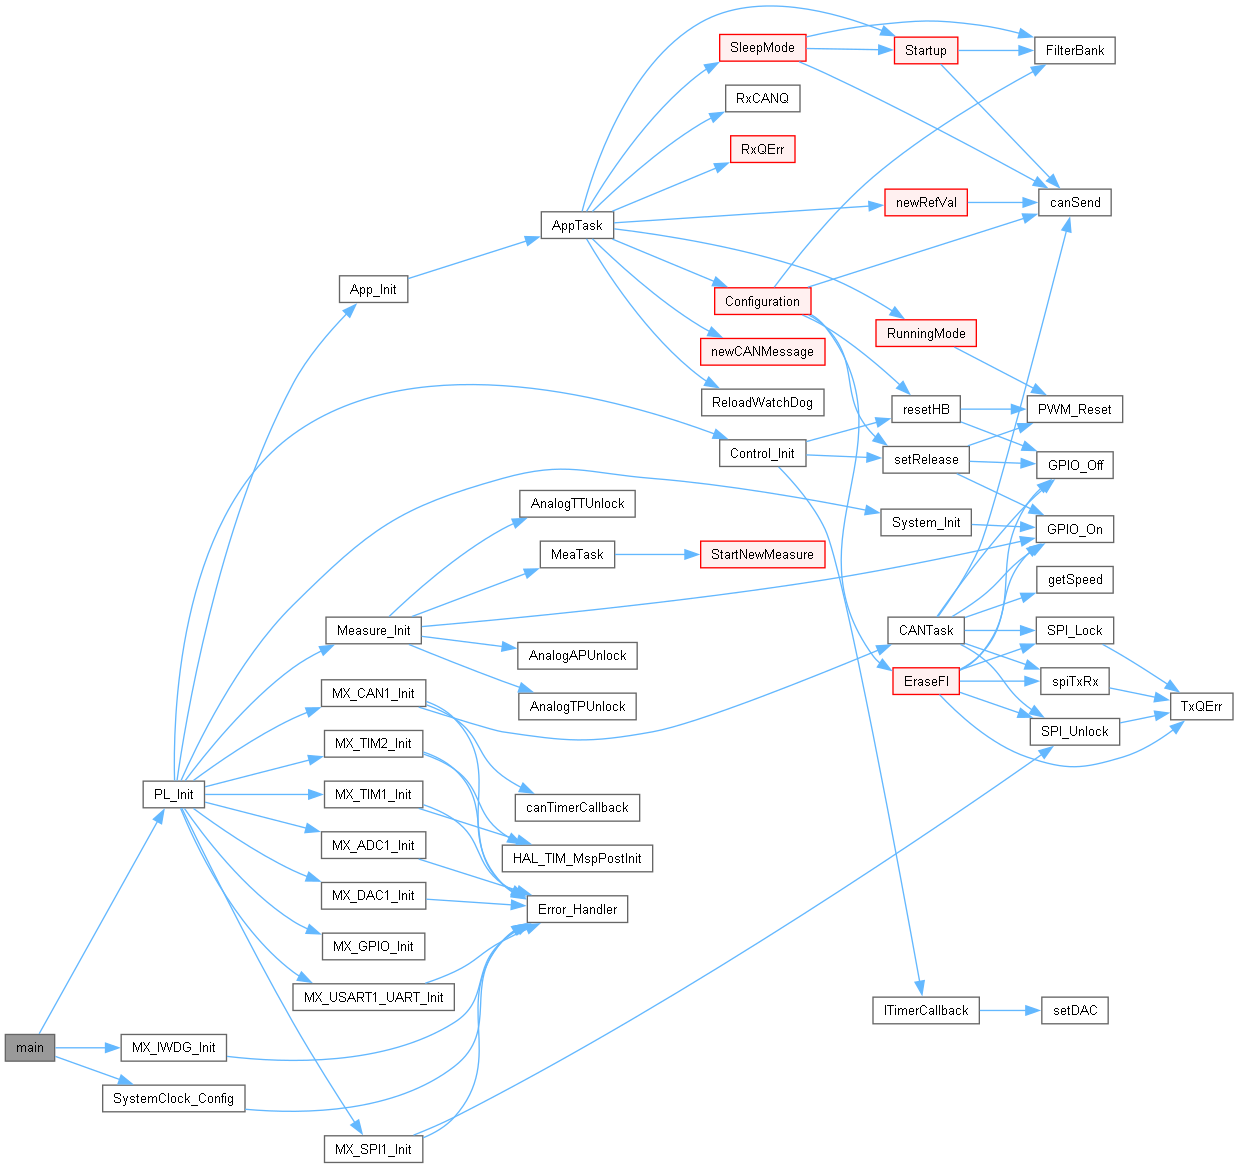 SleepMode
Startup
FilterBank
RxCANQ
RxQErr
newRefVal
canSend
AppTask
App_Init
Configuration
RunningMode
newCANMessage
ReloadWatchDog
resetHB
PWM_Reset
Control_Init
setRelease
GPIO_Off
AnalogTTUnlock
System_Init
GPIO_On
MeaTask
StartNewMeasure
getSpeed
Measure_Init
CANTask
SPI_Lock
AnalogAPUnlock
EraseFl
spiTxRx
MX_CAN1_Init
AnalogTPUnlock
TxQErr
MX_TIM2_Init
SPI_Unlock
PL_Init
MX_TIM1_Init
canTimerCallback
MX_ADC1_Init
HAL_TIM_MspPostInit
MX_DAC1_Init
Error_Handler
MX_GPIO_Init
MX_USART1_UART_Init
ITimerCallback
setDAC
main
MX_IWDG_Init
SystemClock_Config
MX_SPI1_Init